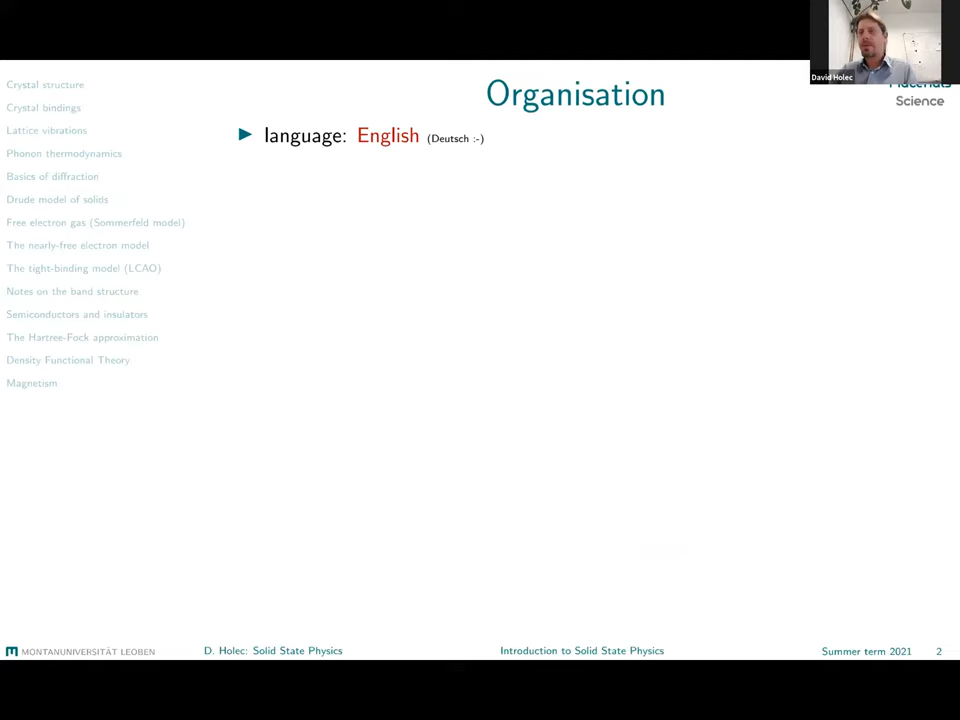 David Holec
Materials
Science
Organisation
language: English (Deutsch :-)
Crystal structure
Crystal bindings
Lattice vibrations
Phonon thermodynamics
Basics of diffraction
Drude model of solids
Free electron gas (Sommerfeld model)
The nearly-free electron model
The tight-binding model (LCAO)
Notes on the band structure
Semiconductors and insulators
The Hartree-Fock approximation
Density Functional Theory
Magnetism
MONTANUNIVERSITÄT LEOBEN
D. Holec: Solid State Physics
Introduction to Solid State Physics
Summer term 2021
2